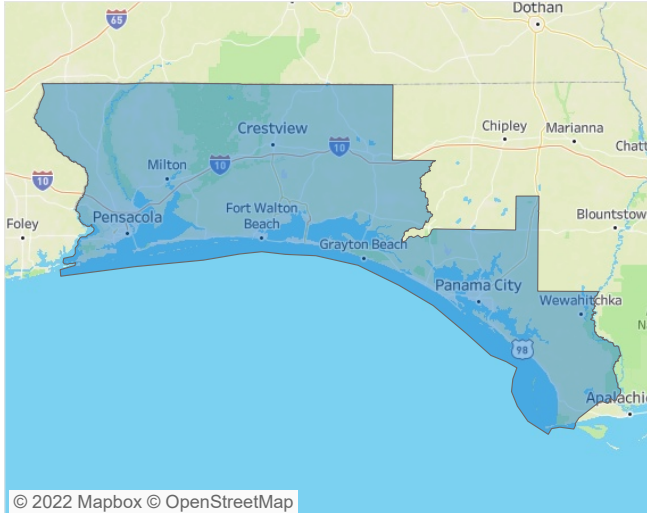 65
Dothan
Crestview
Chipley
Marianna
10
Chatt
Milton
10
10
Foley
Pensacola
Fort Walton
Beach
Grayton Beach
Blountstow
Panama City
Wewahitchka
N
98
Apalachic
© 2022 Mapbox © OpenStreetMap